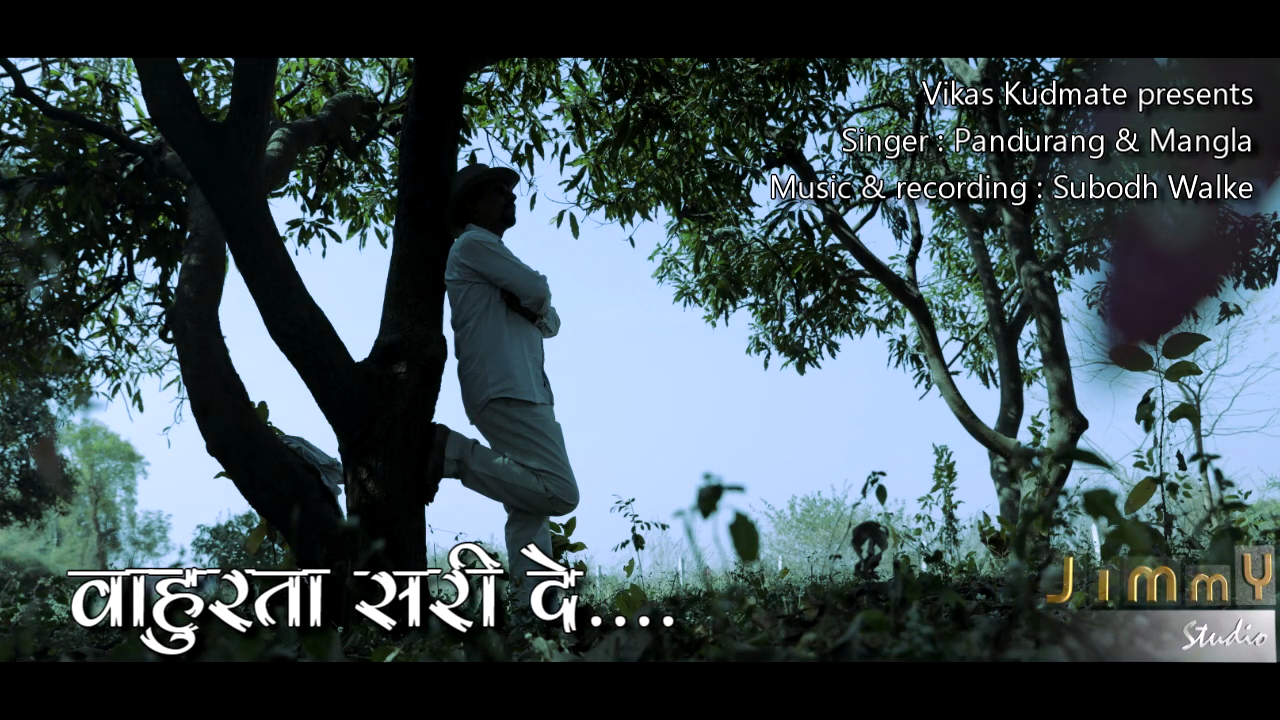 Vikas Kudmate presents
Singer : Pandurang & Mangla
Music & recording : Subodh Walke
वाहुरता सरी दे....
JiMmY
Studio